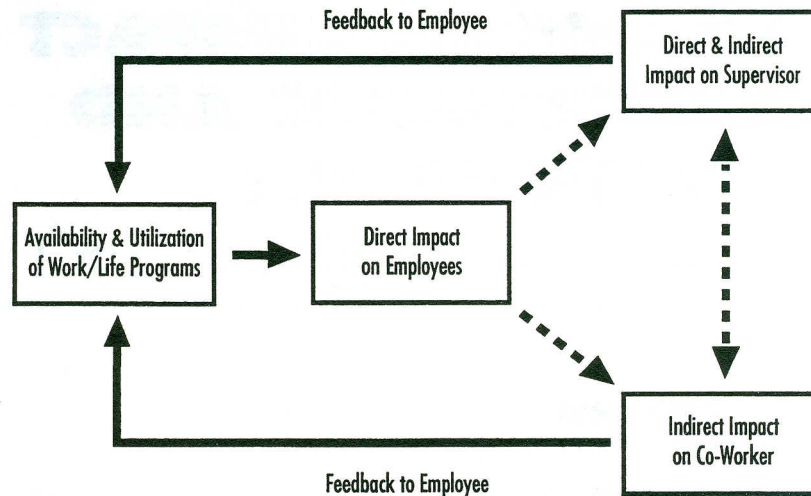 Feedback to Employee
Direct & Indirect
Impact on Supervisor
Availability & Utilization
of Work/Life Programs
Direct Impact
on Employees
Indirect Impact
on Co-Worker
Feedback to Employee